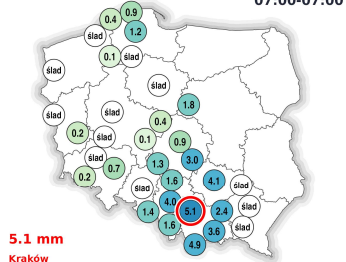 07:00-07:00
0.4 0.9
ślad 1.2
0.1 ślad
ślad
ślad
1.8
ślad ślad
0.4
0.2 ślad 0.1 0.9
ślad 1.3 3.0
0.2 0.7 1.6 4.1
ślad ślad
4.0
1.4 5.1 2.4 ślad
1.6 3.6 ślad
4.9
5.1 mm
Kraków